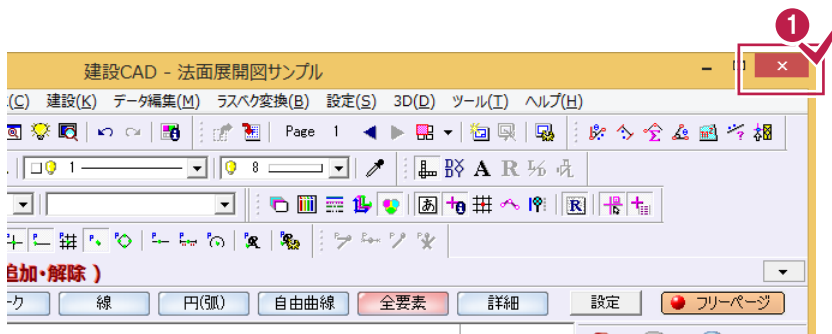 1
建設CAD - 法面展開図サンプル
(C) 建設(K) データ編集(M) ラスベク変換(B) 設定(S) 3D(D) ツール(T) ヘルプ(H)
Page 1
1 8 A R
あ R
追加・解除 )
ーク 線 円(弧) 自由曲線 全要素 詳細 設定 フリーページ